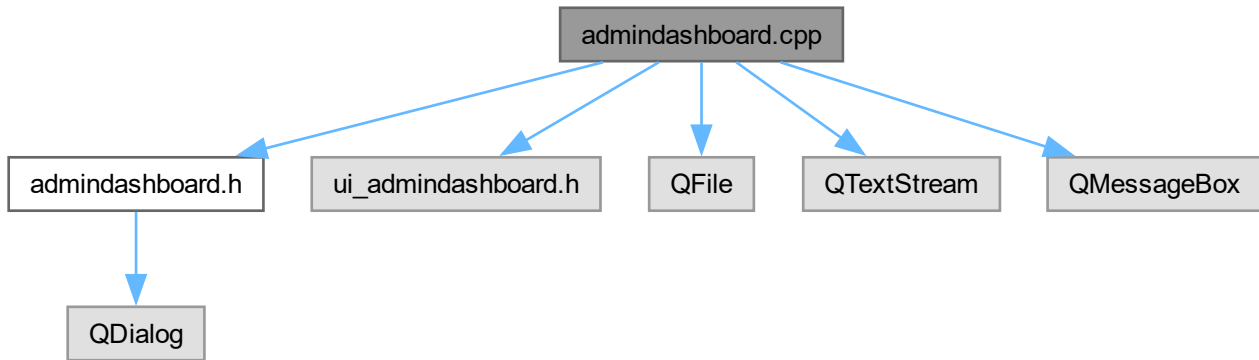 admindashboard.cpp
admindashboard.h
ui_admindashboard.h
QFile
QTextStream
QMessageBox
QDialog